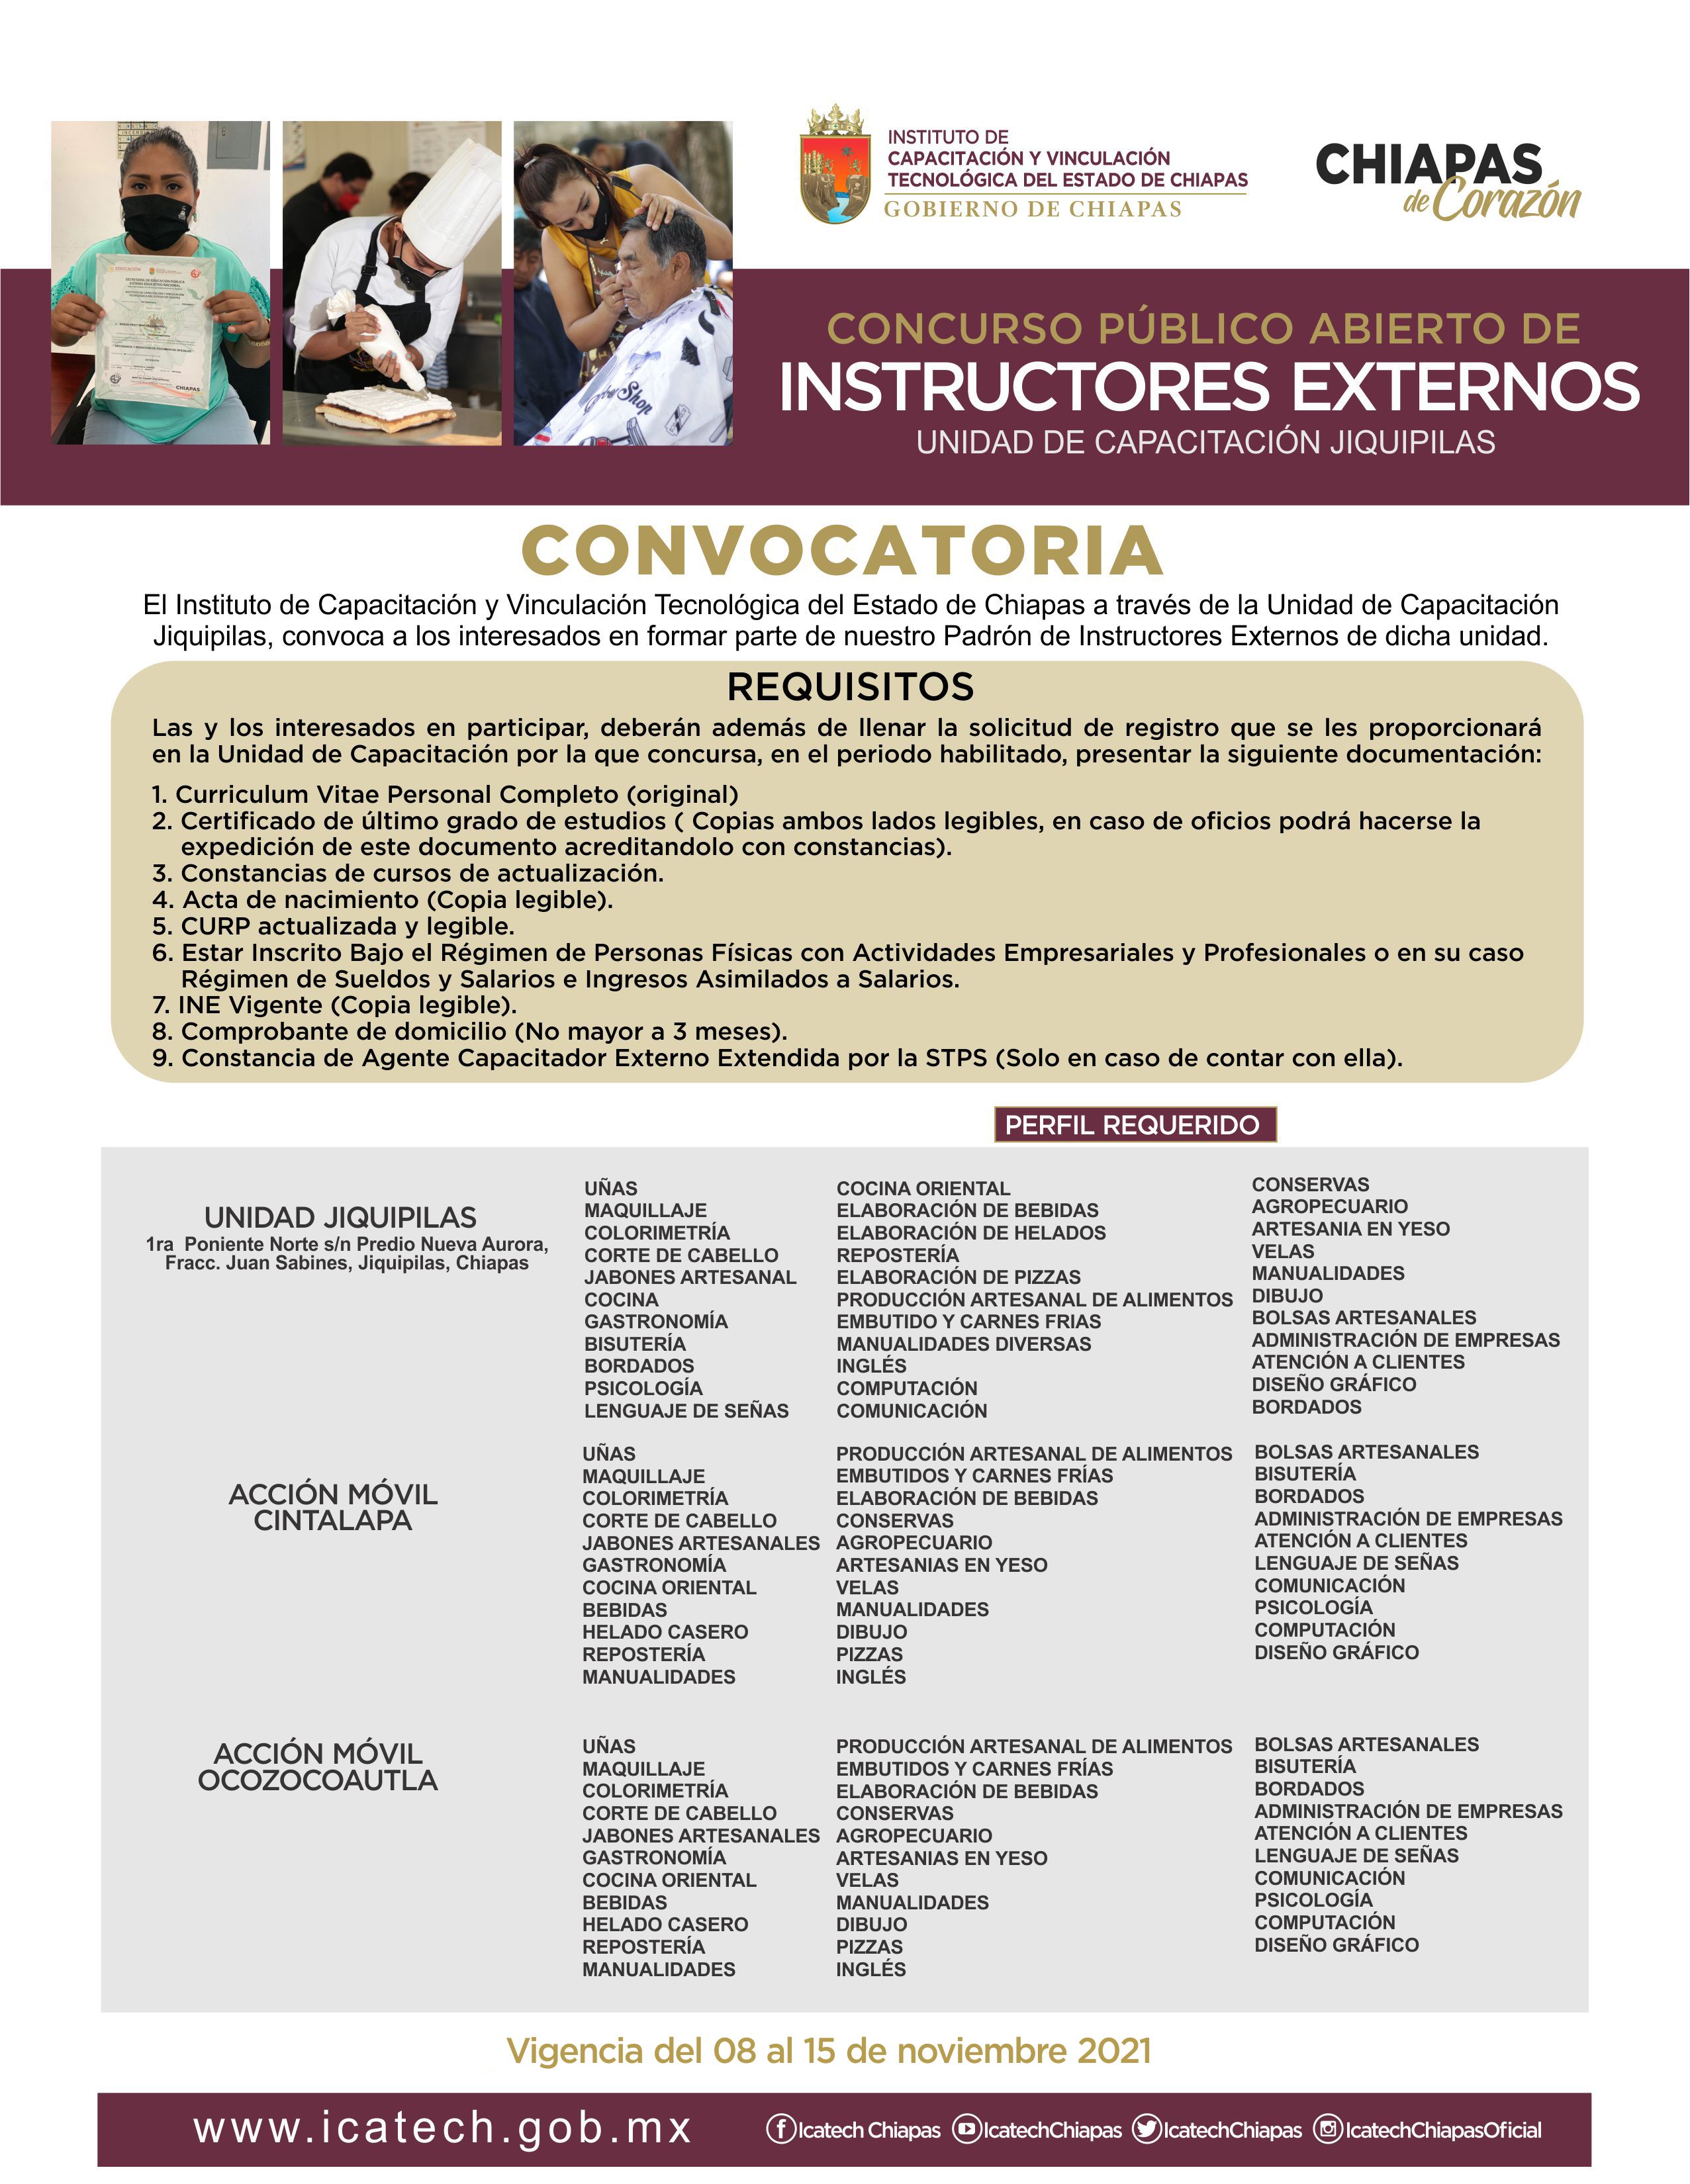 INSTITUTO DE
CAPACITACIÓN Y VINCULACIÓN
TECNOLÓGICA DEL ESTADO DE CHIAPAS
GOBIERNO DE CHIAPAS
CHIAPAS
de Corazón
CHIAPAS
Barber Shop
CONCURSO PÚBLICO ABIERTO DE
INSTRUCTORES EXTERNOS
UNIDAD DE CAPACITACIÓN JIQUIPILAS
CONVOCATORIA
El Instituto de Capacitación y Vinculación Tecnológica del Estado de Chiapas a través de la Unidad de Capacitación
Jiquipilas, convoca a los interesados en formar parte de nuestro Padrón de Instructores Externos de dicha unidad.
REQUISITOS
Las y los interesados en participar, deberán además de llenar la solicitud de registro que se les proporcionará
en la Unidad de Capacitación por la que concursa, en el periodo habilitado, presentar la siguiente documentación:
1. Curriculum Vitae Personal Completo (original)
2. Certificado de último grado de estudios ( Copias ambos lados legibles, en caso de oficios podrá hacerse la
expedición de este documento acreditandolo con constancias).
3. Constancias de cursos de actualización.
4. Acta de nacimiento (Copia legible).
5. CURP actualizada y legible.
6. Estar Inscrito Bajo el Régimen de Personas Físicas con Actividades Empresariales y Profesionales o en su caso
Régimen de Sueldos y Salarios e Ingresos Asimilados a Salarios.
7. INE Vigente (Copia legible).
8. Comprobante de domicilio (No mayor a 3 meses).
9. Constancia de Agente Capacitador Externo Extendida por la STPS (Solo en caso de contar con ella).
PERFIL REQUERIDO
UNIDAD JIQUIPILAS
1ra Poniente Norte s/n Predio Nueva Aurora,
Fracc. Juan Sabines, Jiquipilas, Chiapas
UÑAS
MAQUILLAJE
COLORIMETRÍA
CORTE DE CABELLO
JABONES ARTESANAL
COCINA
GASTRONOMÍA
BISUTERÍA
BORDADOS
PSICOLOGÍA
LENGUAJE DE SEÑAS
COCINA ORIENTAL
ELABORACIÓN DE BEBIDAS
ELABORACIÓN DE HELADOS
REPOSTERÍA
ELABORACIÓN DE PIZZAS
PRODUCCIÓN ARTESANAL DE ALIMENTOS
EMBUTIDO Y CARNES FRIAS
MANUALIDADES DIVERSAS
INGLÉS
COMPUTACIÓN
COMUNICACIÓN
CONSERVAS
AGROPECUARIO
ARTESANIA EN YESO
VELAS
MANUALIDADES
DIBUJO
BOLSAS ARTESANALES
ADMINISTRACIÓN DE EMPRESAS
ATENCIÓN A CLIENTES
DISEÑO GRÁFICO
BORDADOS
ACCIÓN MÓVIL
CINTALAPA
UÑAS
MAQUILLAJE
COLORIMETRÍA
CORTE DE CABELLO
JABONES ARTESANALES
GASTRONOMÍA
COCINA ORIENTAL
BEBIDAS
HELADO CASERO
REPOSTERÍA
MANUALIDADES
PRODUCCIÓN ARTESANAL DE ALIMENTOS
EMBUTIDOS Y CARNES FRÍAS
ELABORACIÓN DE BEBIDAS
CONSERVAS
AGROPECUARIO
ARTESANIAS EN YESO
VELAS
MANUALIDADES
DIBUJO
PIZZAS
INGLÉS
BOLSAS ARTESANALES
BISUTERÍA
BORDADOS
ADMINISTRACIÓN DE EMPRESAS
ATENCIÓN A CLIENTES
LENGUAJE DE SEÑAS
COMUNICACIÓN
PSICOLOGÍA
COMPUTACIÓN
DISEÑO GRÁFICO
ACCIÓN MÓVIL
OCOZOCOAUTLA
UÑAS
MAQUILLAJE
COLORIMETRÍA
CORTE DE CABELLO
JABONES ARTESANALES
GASTRONOMÍA
COCINA ORIENTAL
BEBIDAS
HELADO CASERO
REPOSTERÍA
MANUALIDADES
PRODUCCIÓN ARTESANAL DE ALIMENTOS
EMBUTIDOS Y CARNES FRÍAS
ELABORACIÓN DE BEBIDAS
CONSERVAS
AGROPECUARIO
ARTESANIAS EN YESO
VELAS
MANUALIDADES
DIBUJO
PIZZAS
INGLÉS
BOLSAS ARTESANALES
BISUTERÍA
BORDADOS
ADMINISTRACIÓN DE EMPRESAS
ATENCIÓN A CLIENTES
LENGUAJE DE SEÑAS
COMUNICACIÓN
PSICOLOGÍA
COMPUTACIÓN
DISEÑO GRÁFICO
Vigencia del 08 al 15 de noviembre 2021
www.icatech.gob.mx
Icatech Chiapas IcatechChiapas IcatechChiapas IcatechChiapasOficial